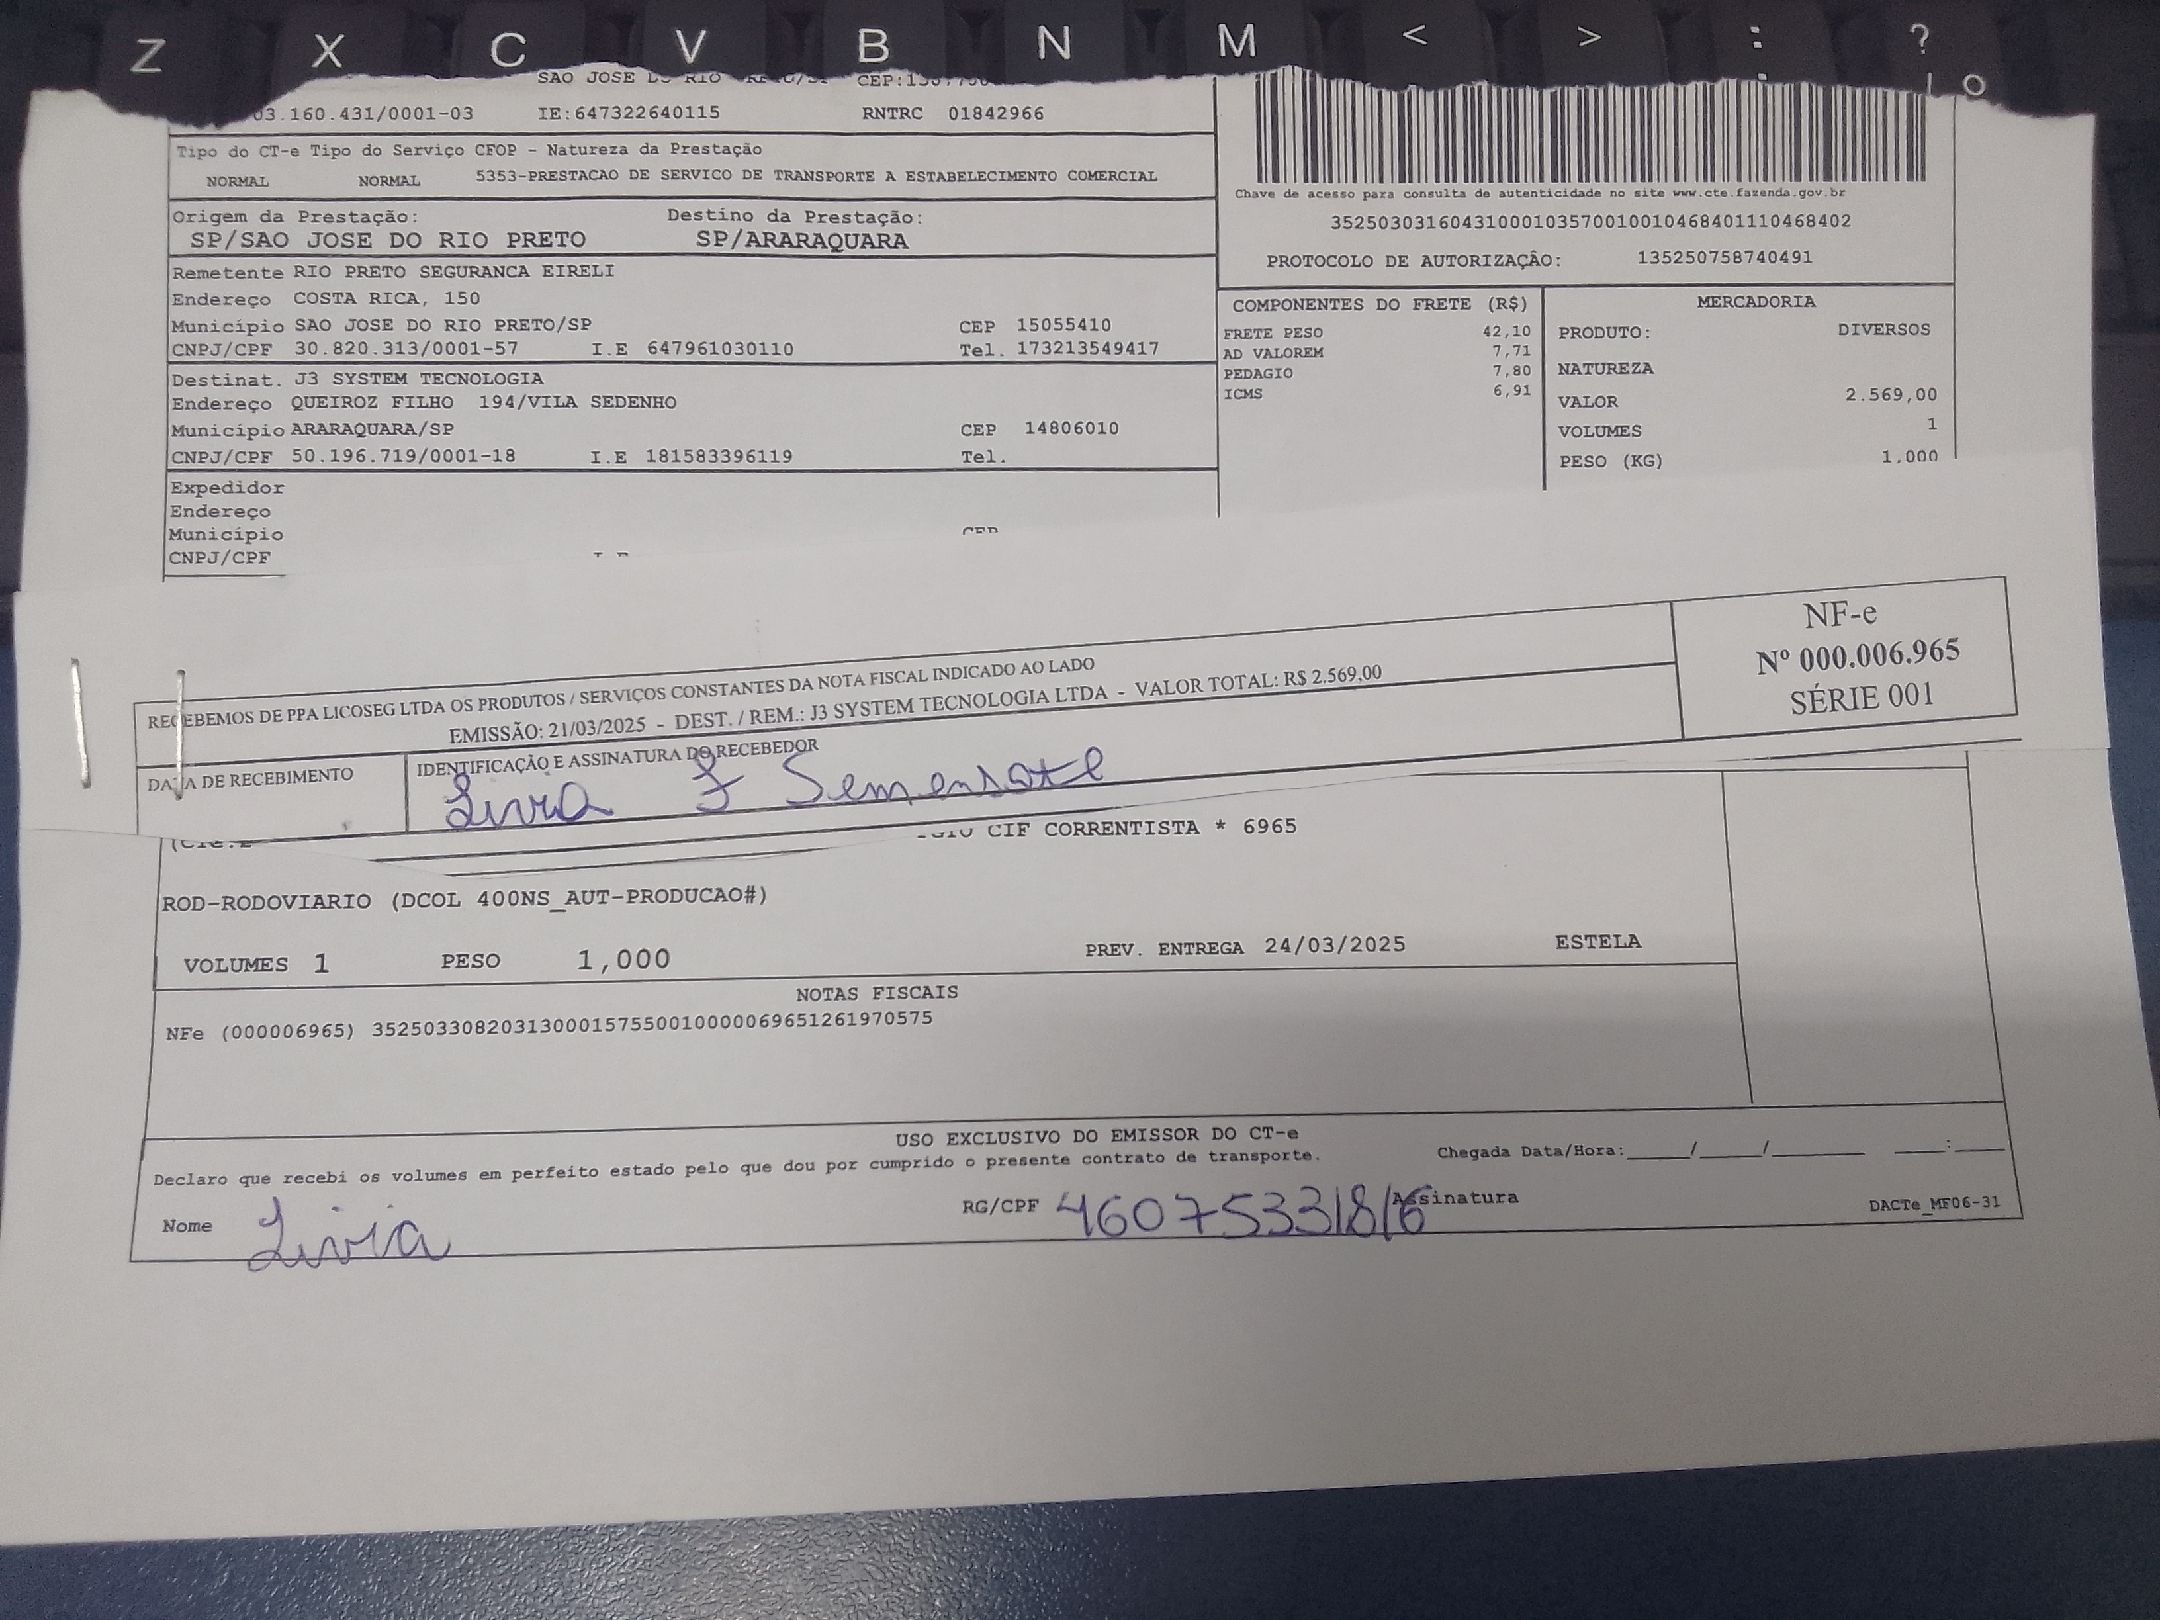 Z X C V B N M < > : ?
SAO JOSE DO RIO
03.160.431/0001-03 IE:647322640115 RNTRC 01842966
Tipo do CT-e Tipo do Serviço CFOP - Natureza da Prestação
NORMAL NORMAL 5353-PRESTACAO DE SERVICO DE TRANSPORTE A ESTABELECIMENTO COMERCIAL
Origem da Prestação: Destino da Prestação:
SP/SAO JOSE DO RIO PRETO SP/ARARAQUARA
Remetente RIO PRETO SEGURANCA EIRELI
Endereço COSTA RICA, 150
Município SAO JOSE DO RIO PRETO/SP CEP 15055410
CNPJ/CPF 30.820.313/0001-57 I.E 647961030110 Tel. 173213549417
Destinat. J3 SYSTEM TECNOLOGIA
Endereço QUEIROZ FILHO 194/VILA SEDENHO
Município ARARAQUARA/SP CEP 14806010
CNPJ/CPF 50.196.719/0001-18 I.E 181583396119 Tel.
Expedidor
Endereço
Município CEP
CNPJ/CPF
Chave de acesso para consulta de autenticidade no site www.cte.fazenda.gov.br
35250303160431000103570010010468401110468402
PROTOCOLO DE AUTORIZAÇÃO: 135250758740491
COMPONENTES DO FRETE (R$)
FRETE PESO 42,10
AD VALOREM 7,71
PEDAGIO 7,80
ICMS 6,91
MERCADORIA
PRODUTO: DIVERSOS
NATUREZA
VALOR 2.569,00
VOLUMES 1
PESO (KG) 1,000
RECEBEMOS DE PPA LICOSEG LTDA OS PRODUTOS / SERVIÇOS CONSTANTES DA NOTA FISCAL INDICADO AO LADO
EMISSÃO: 21/03/2025 - DEST. / REM.: J3 SYSTEM TECNOLOGIA LTDA - VALOR TOTAL: R$ 2.569,00
DATA DE RECEBIMENTO IDENTIFICAÇÃO E ASSINATURA DO RECEBEDOR
Livia F Semensate
NF-e
Nº 000.006.965
SÉRIE 001
CIF CORRENTISTA * 6965
ROD-RODOVIARIO (DCOL 400NS_AUT-PRODUCAO#)
VOLUMES 1 PESO 1,000 PREV. ENTREGA 24/03/2025 ESTELA
NOTAS FISCAIS
NFe (000006965) 35250330820313000157550010000069651261970575
USO EXCLUSIVO DO EMISSOR DO CT-e
Declaro que recebi os volumes em perfeito estado pelo que dou por cumprido o presente contrato de transporte. Chegada Data/Hora:_____/_____/_______ ____:____
Nome Livia RG/CPF 46075331816 Assinatura DACTe_MF06-31